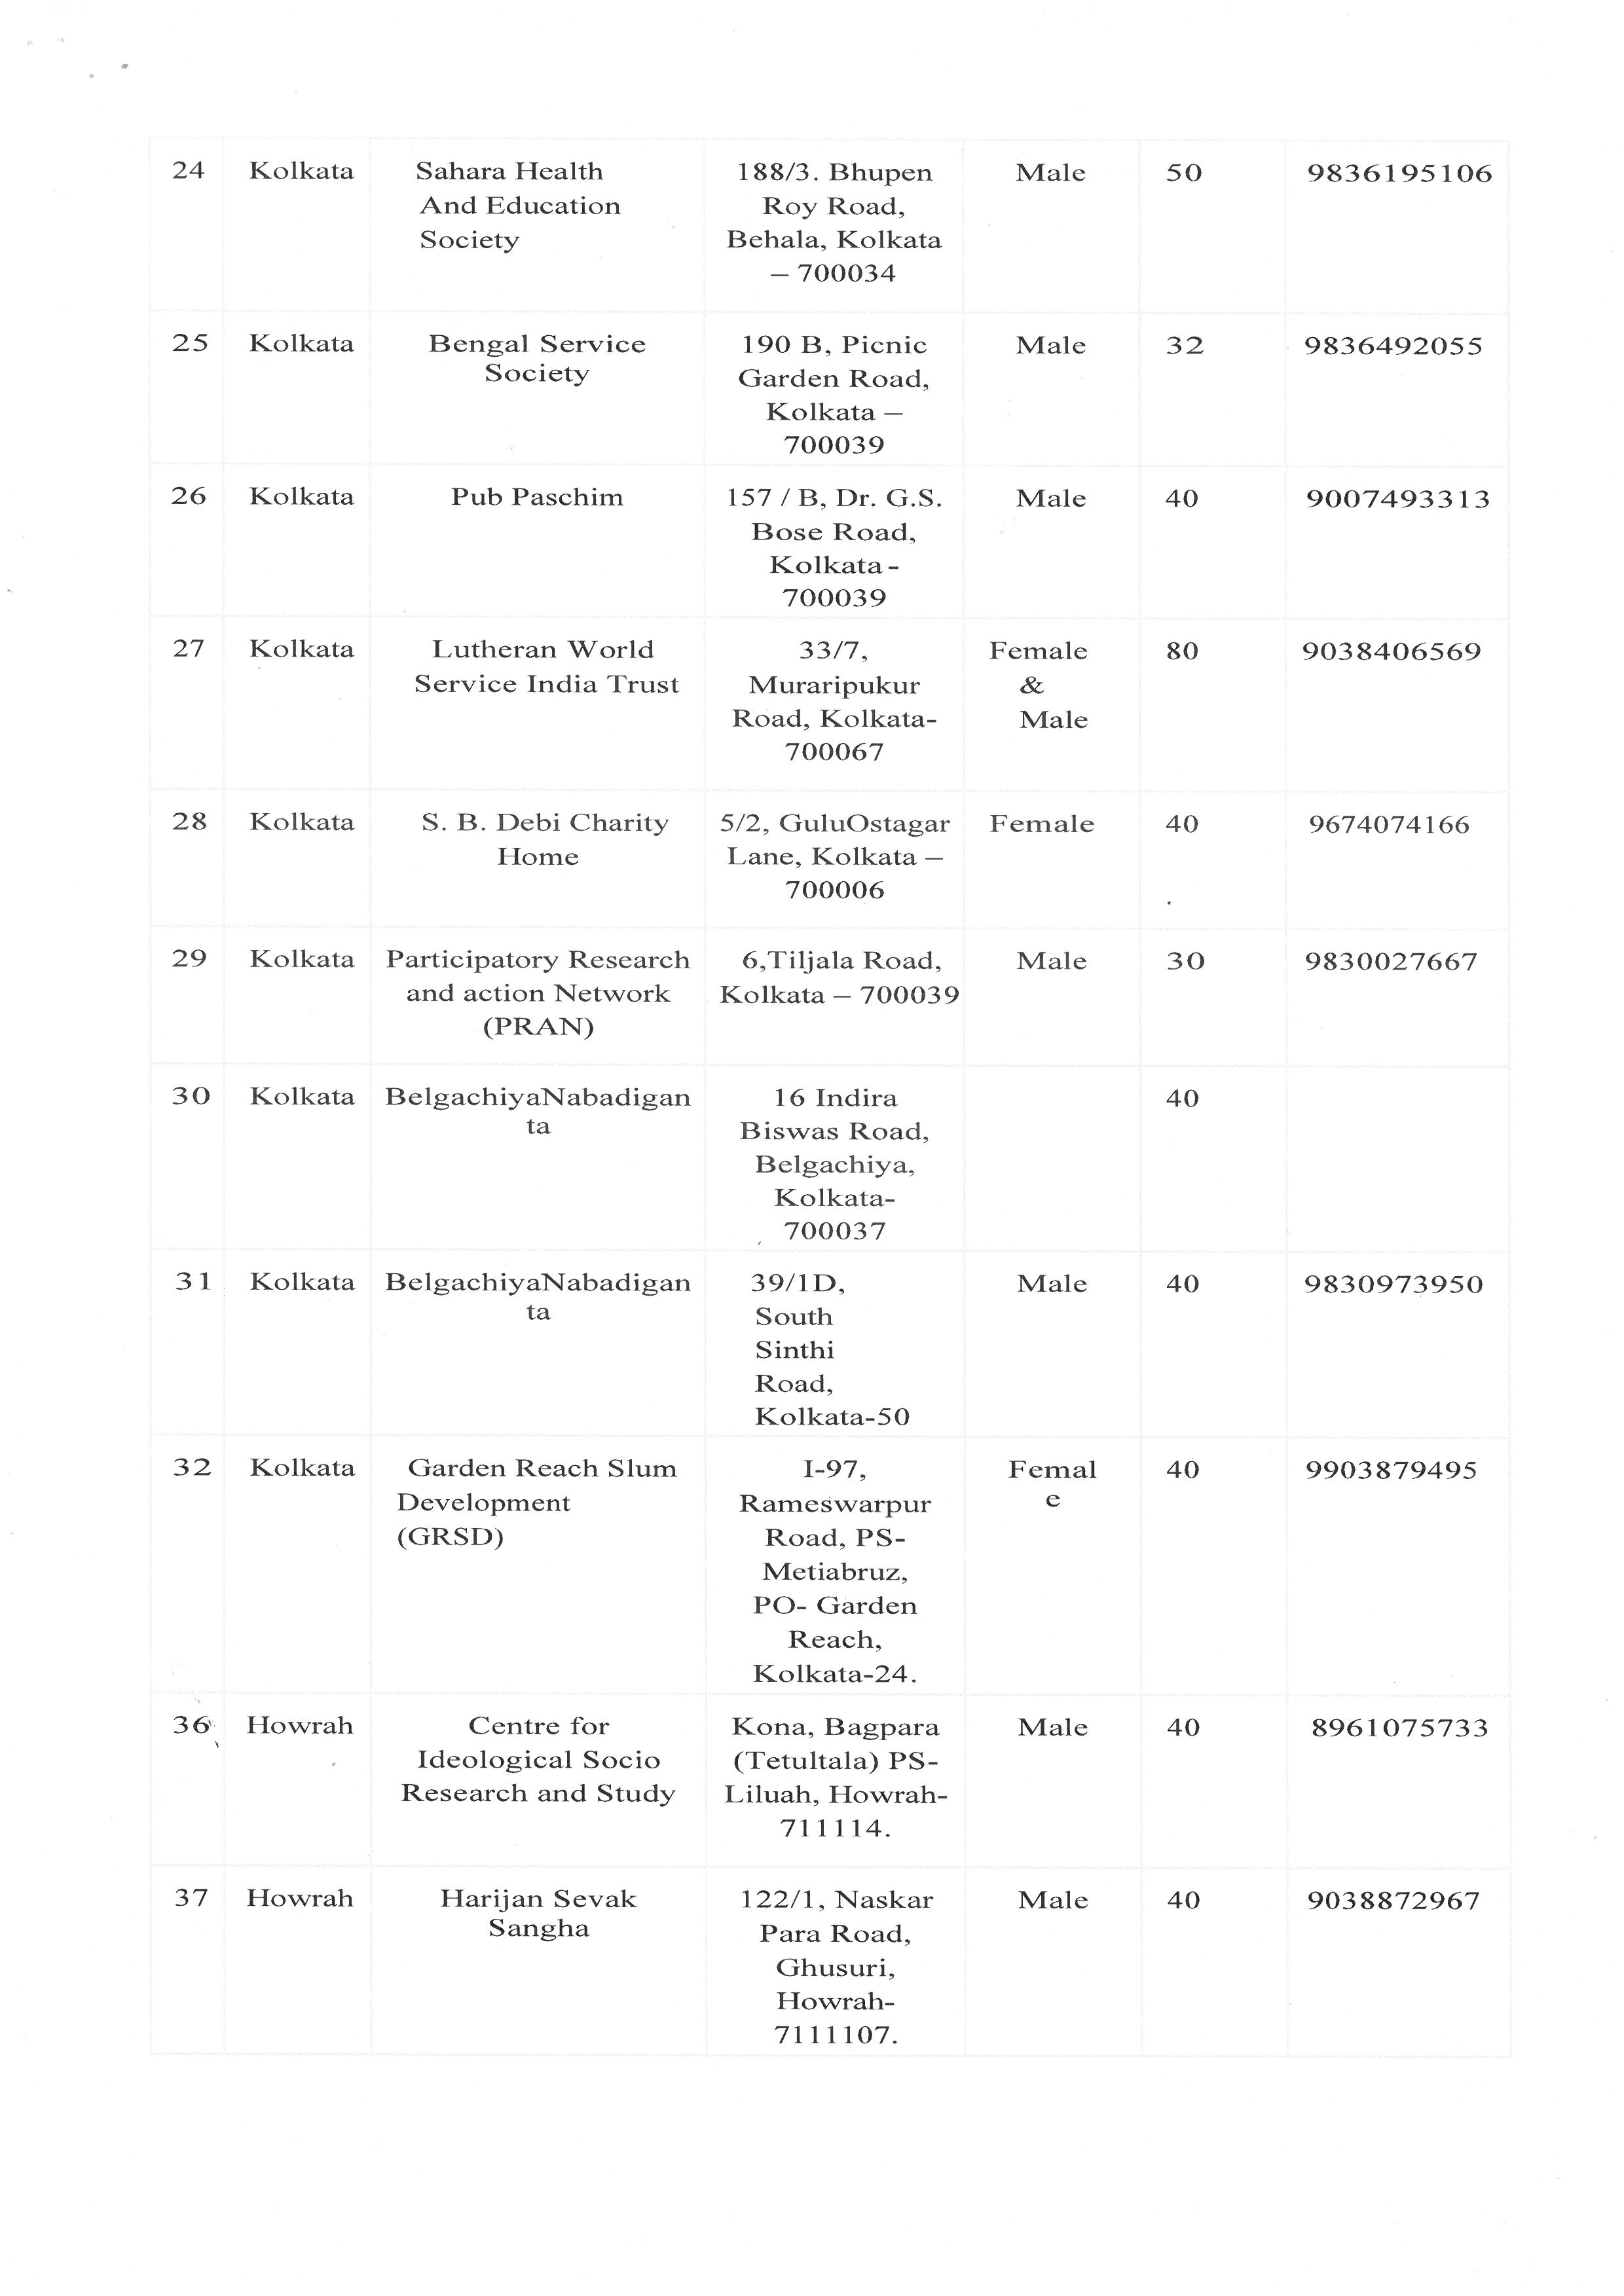 24 Kolkata Sahara Health 188/3. Bhupen Male 50 9836195106
And Education Roy Road,
Society Behala, Kolkata
– 700034
25 Kolkata Bengal Service 190 B, Picnic Male 32 9836492055
Society Garden Road,
Kolkata –
700039
26 Kolkata Pub Paschim 157 / B, Dr. G.S. Male 40 9007493313
Bose Road,
Kolkata -
700039
27 Kolkata Lutheran World 33/7, Female 80 9038406569
Service India Trust Muraripukur &
Road, Kolkata- Male
700067
28 Kolkata S. B. Debi Charity 5/2, GuluOstagar Female 40 9674074166
Home Lane, Kolkata –
700006
29 Kolkata Participatory Research 6,Tiljala Road, Male 30 9830027667
and action Network Kolkata – 700039
(PRAN)
30 Kolkata BelgachiyaNabadigan 16 Indira 40
ta Biswas Road,
Belgachiya,
Kolkata-
700037
31 Kolkata BelgachiyaNabadigan 39/1D, Male 40 9830973950
ta South
Sinthi
Road,
Kolkata-50
32 Kolkata Garden Reach Slum I-97, Femal 40 9903879495
Development Rameswarpur e
(GRSD) Road, PS-
Metiabruz,
PO- Garden
Reach,
Kolkata-24.
36 Howrah Centre for Kona, Bagpara Male 40 8961075733
Ideological Socio (Tetultala) PS-
Research and Study Liluah, Howrah-
711114.
37 Howrah Harijan Sevak 122/1, Naskar Male 40 9038872967
Sangha Para Road,
Ghusuri,
Howrah-
7111107.